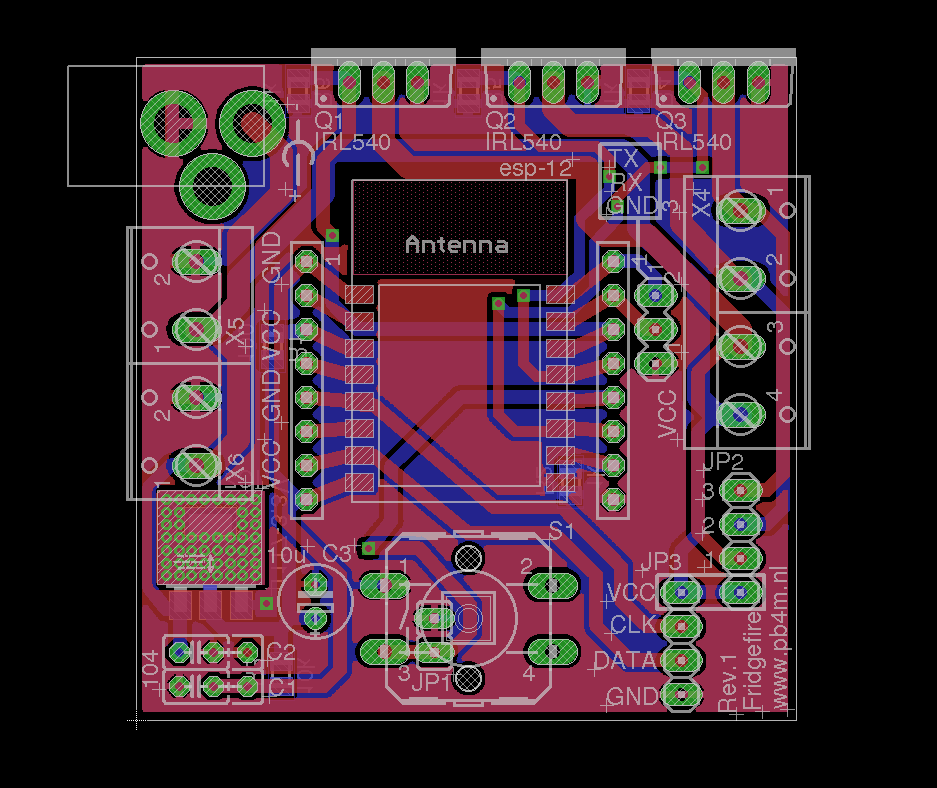 Q1
IRL540
Q2
IRL540
Q3
IRL540
esp-12
TX
RX
GND
3
X4
1
2
3
4
Antenna
GND
VCC
GND
VCC
1
1
2
1
X5
2
1
X6
2
1
VCC
JP2
3
2
1
JP3
VCC
CLK
DATA
GND
S1
1
2
3
4
JP1
10u
C3
104
C2
C1
Rev.1
Fridgefire
www.pb4m.nl